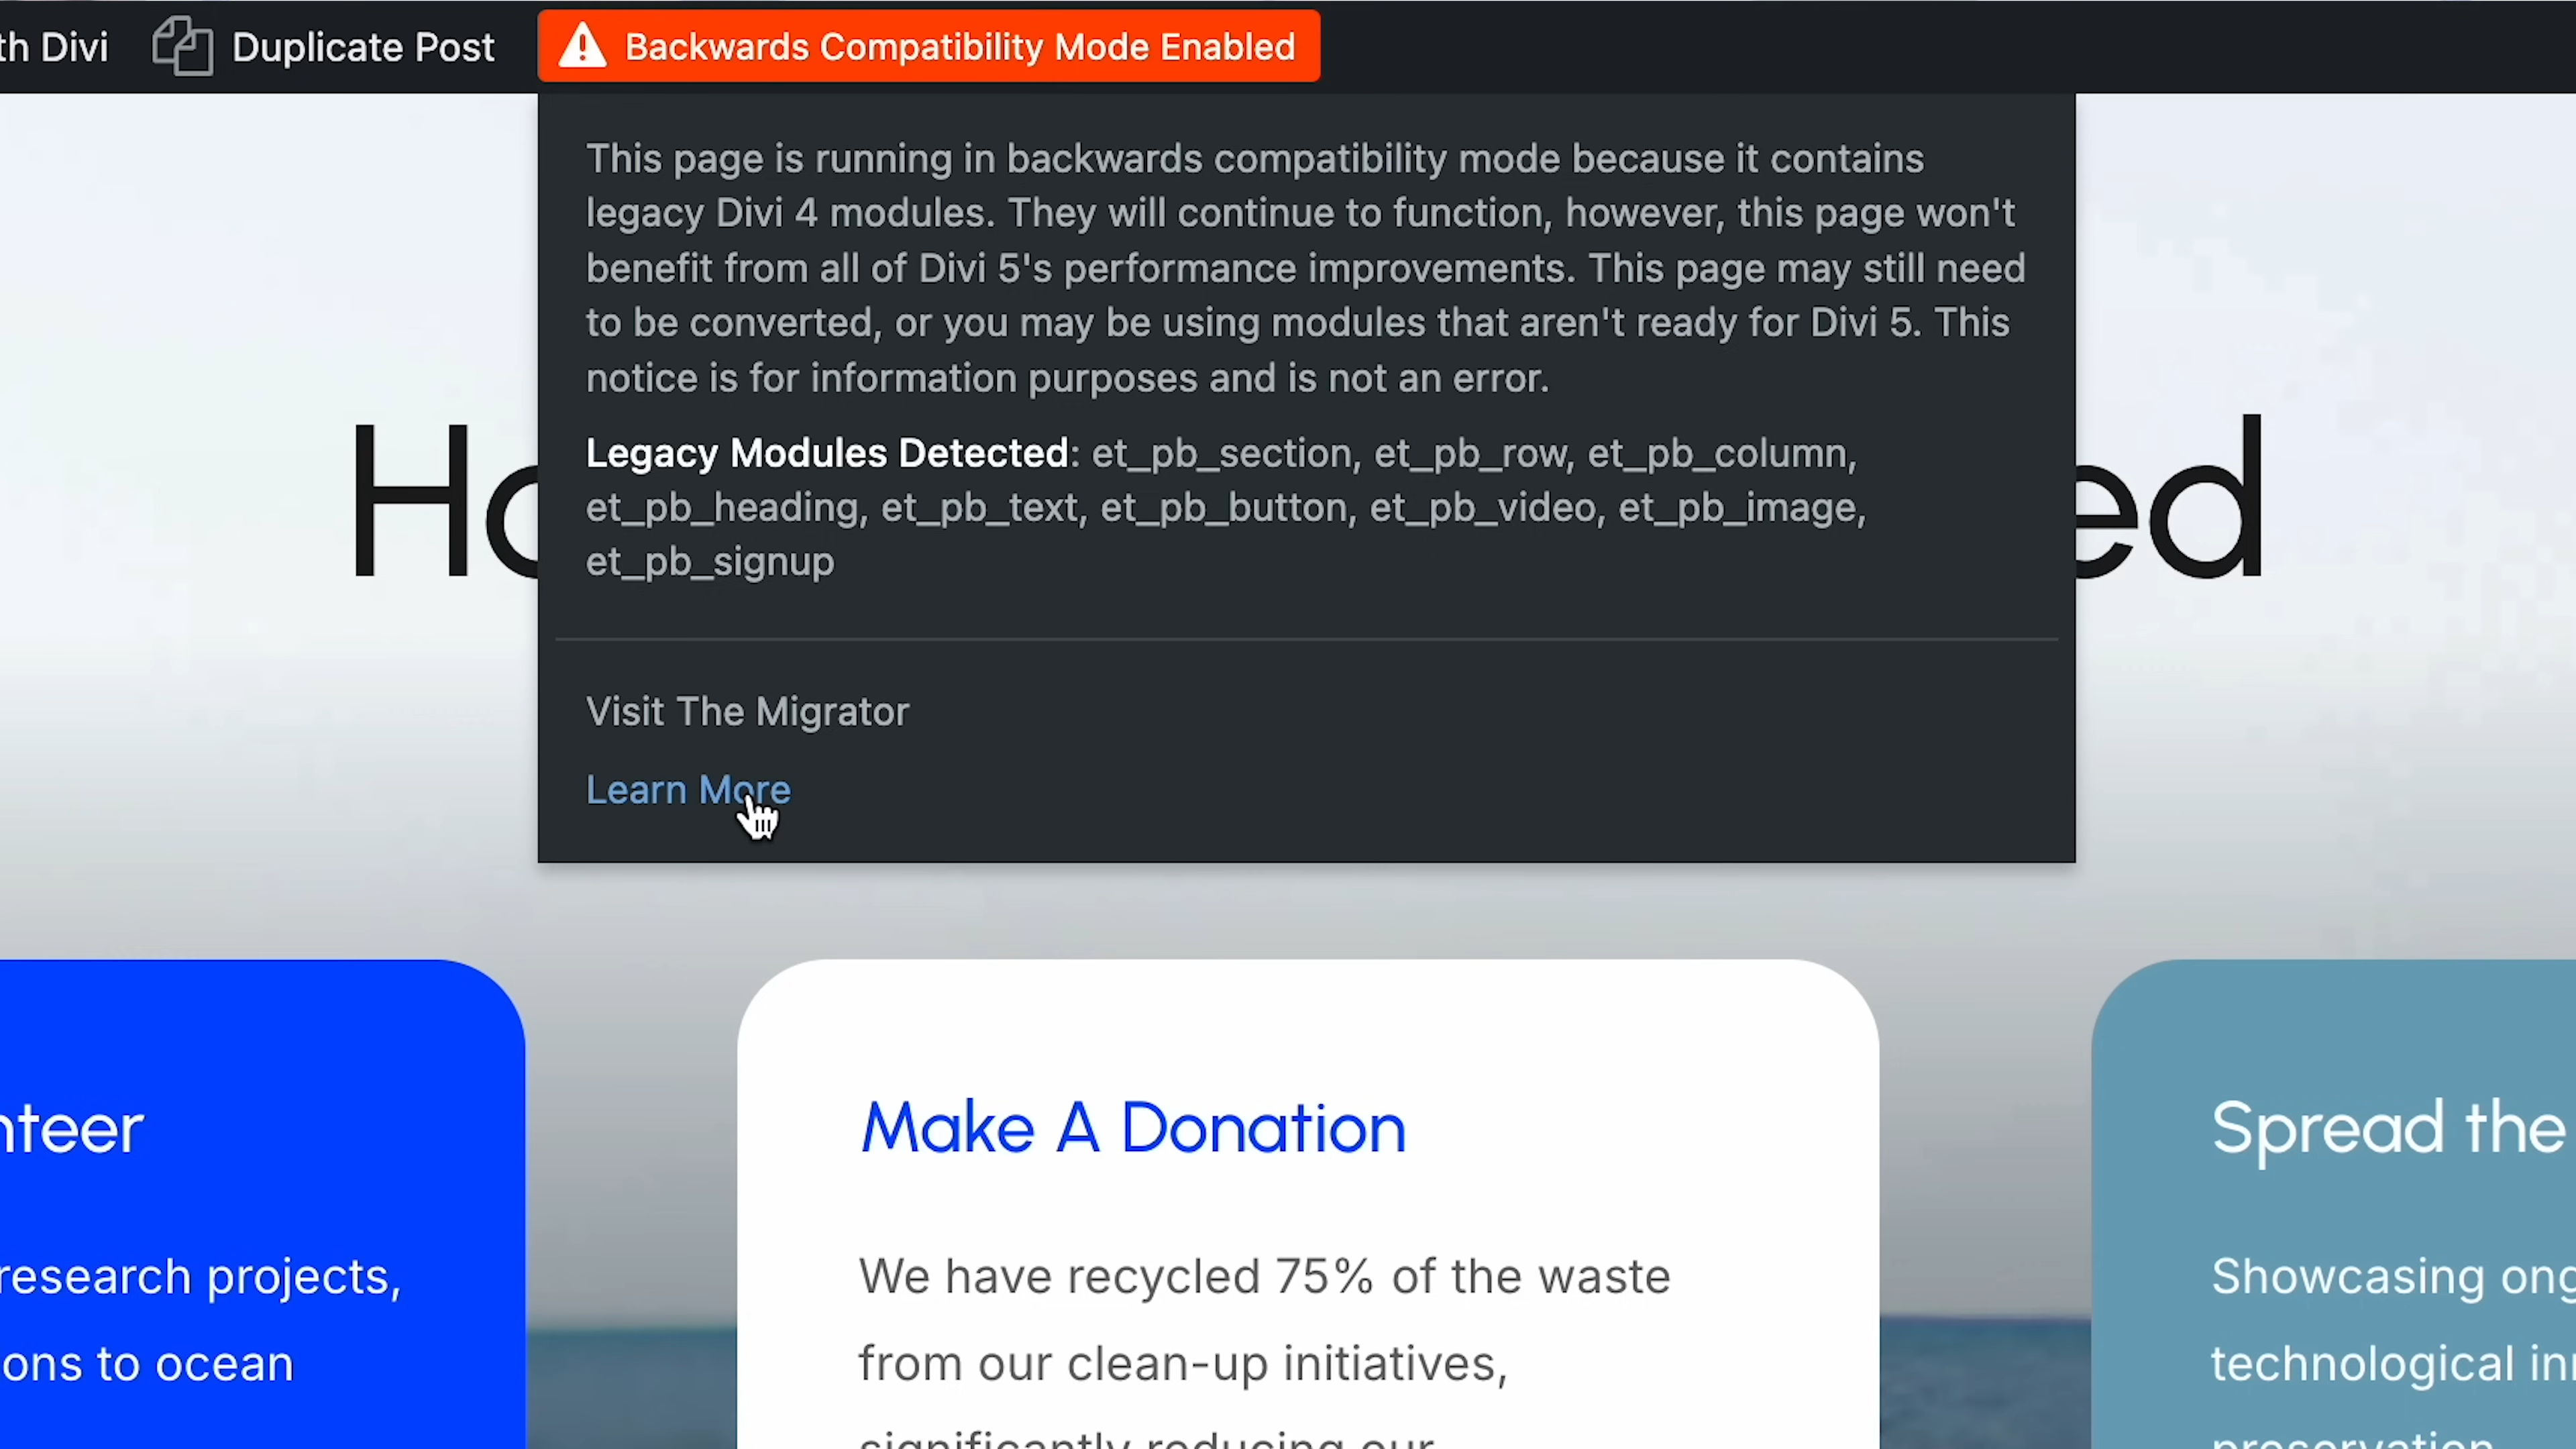 th Divi
Duplicate Post
Backwards Compatibility Mode Enabled
This page is running in backwards compatibility mode because it contains
legacy Divi 4 modules. They will continue to function, however, this page won't
benefit from all of Divi 5's performance improvements. This page may still need
to be converted, or you may be using modules that aren't ready for Divi 5. This
notice is for information purposes and is not an error.
Legacy Modules Detected: et_pb_section, et_pb_row, et_pb_column,
et_pb_heading, et_pb_text, et_pb_button, et_pb_video, et_pb_image,
et_pb_signup
Visit The Migrator
Learn More
Ho
ed
nteer
research projects,
ons to ocean
Make A Donation
We have recycled 75% of the waste
from our clean-up initiatives,
significantly reducing our
Spread the
Showcasing ong
technological in
preservation